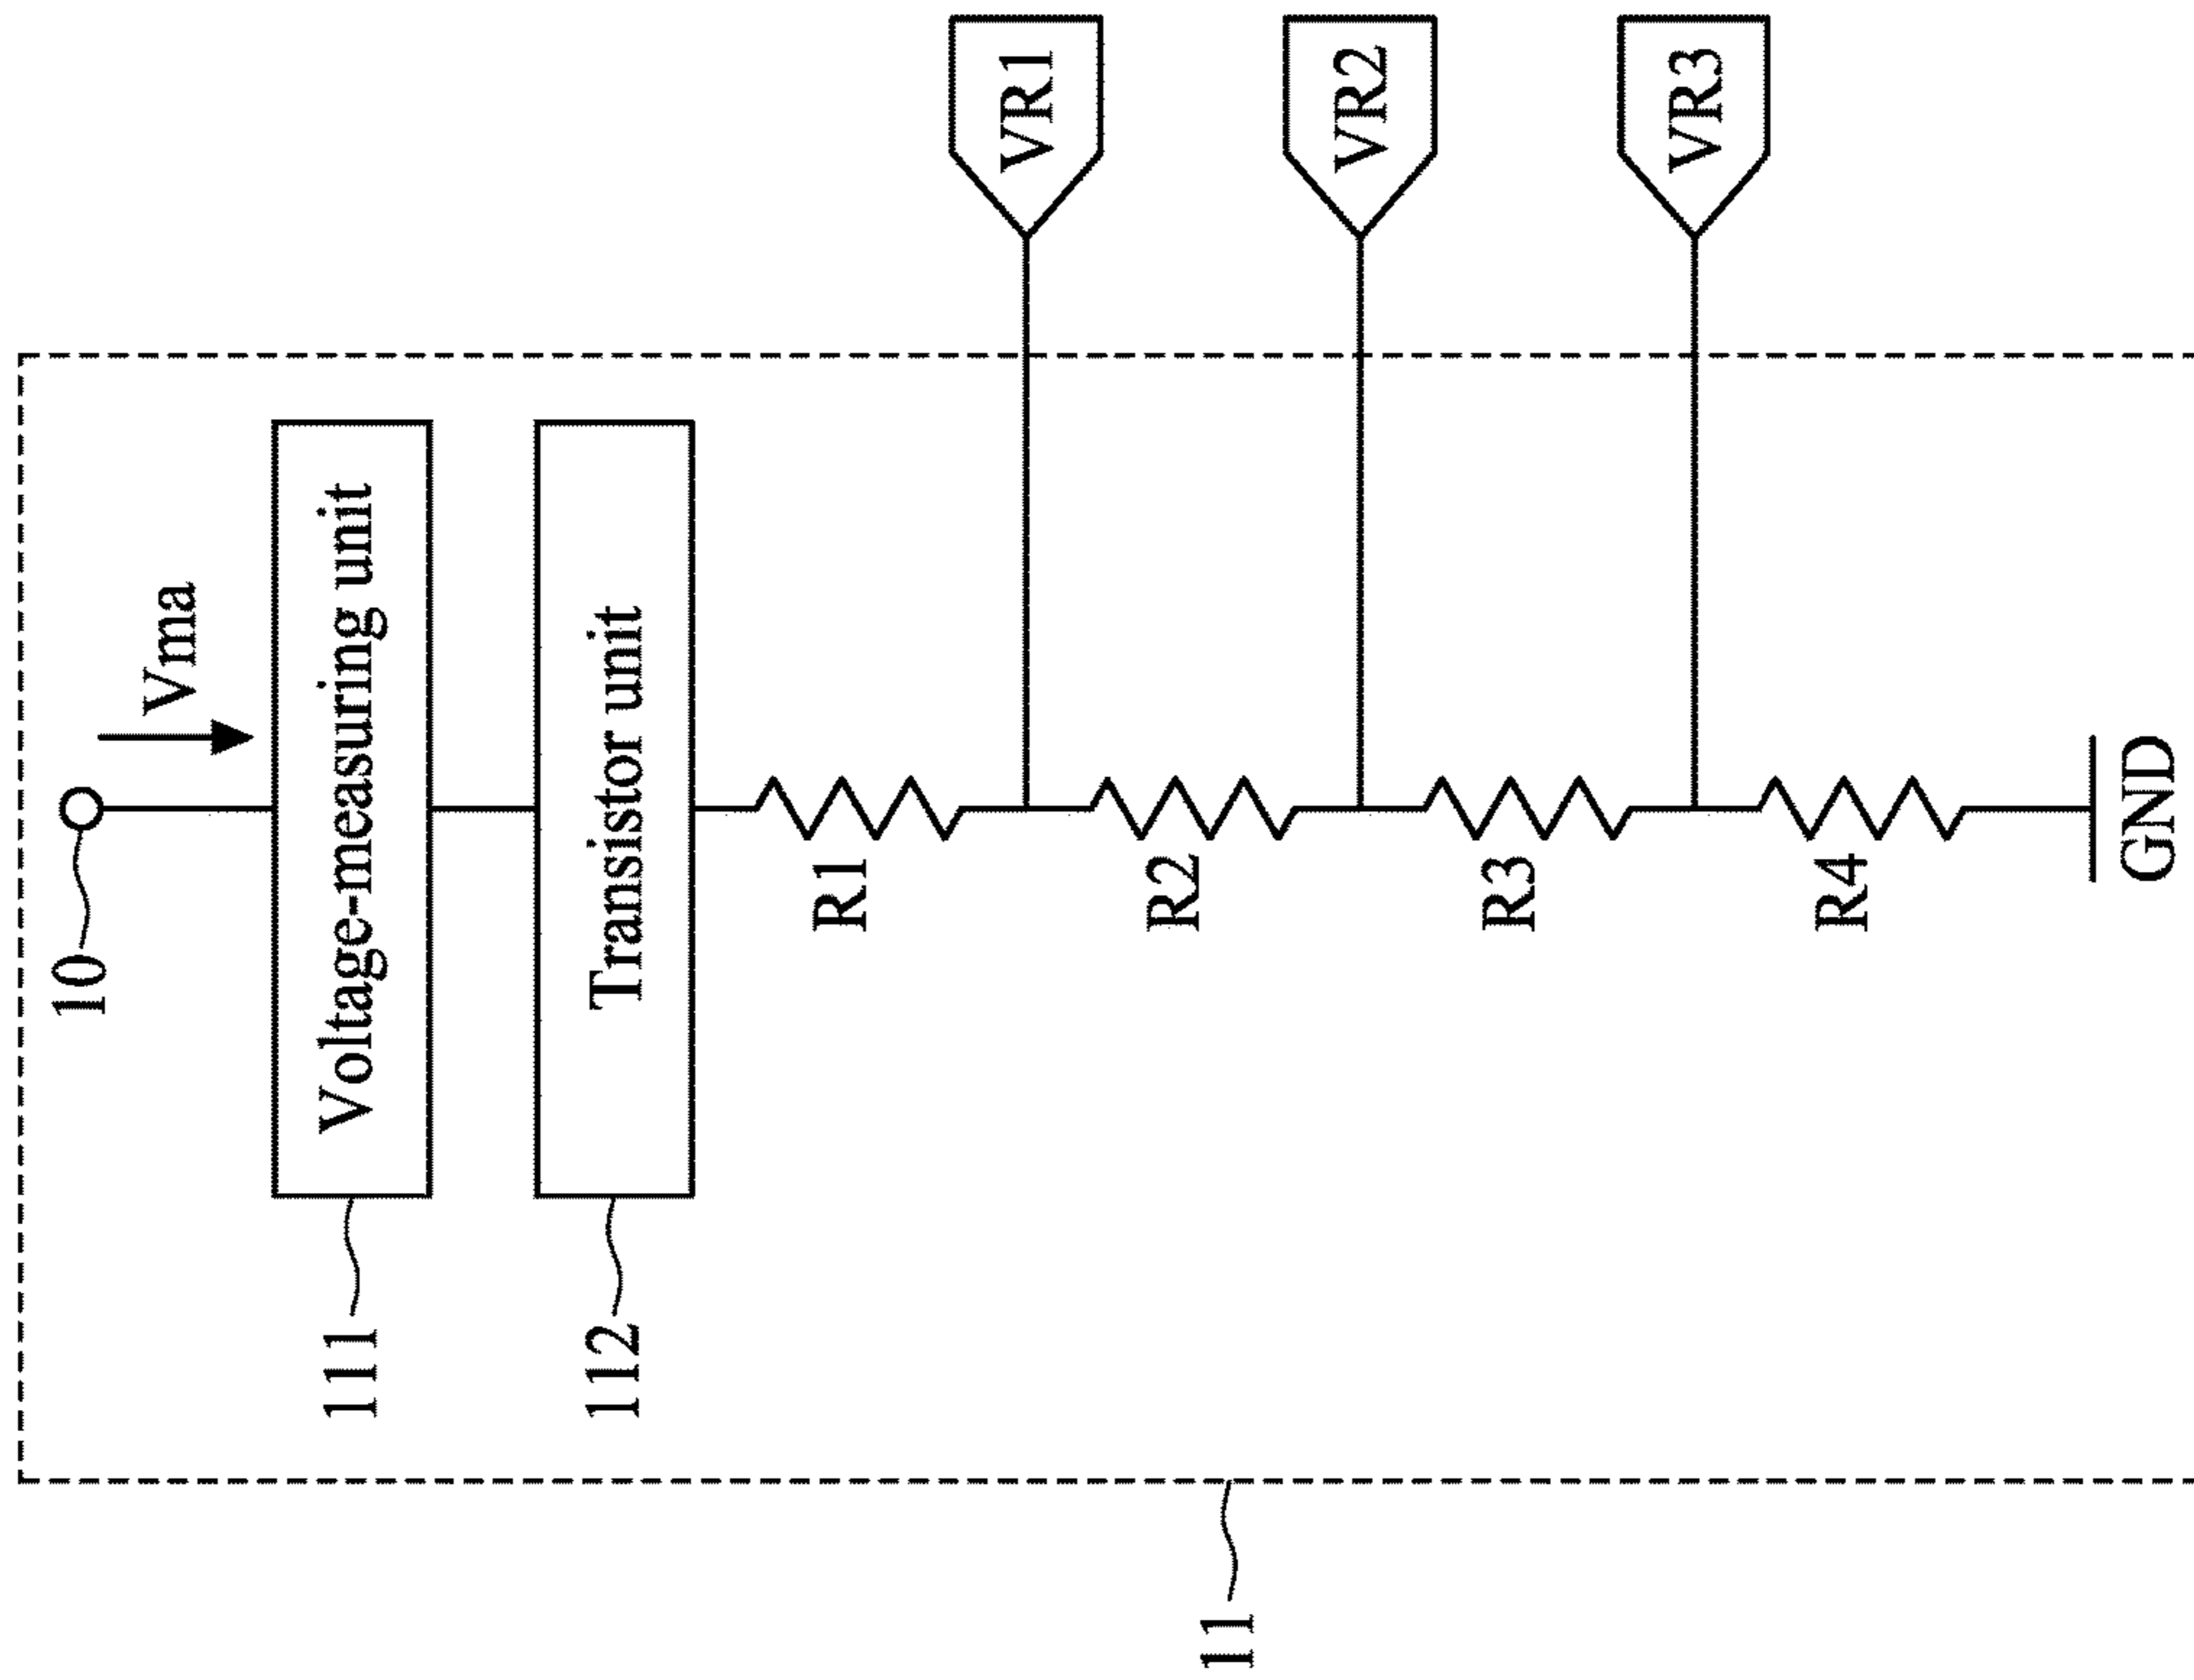 10
Vma
111
Voltage-measuring unit
112
Transistor unit
R1
VR1
R2
VR2
11
R3
VR3
R4
GND